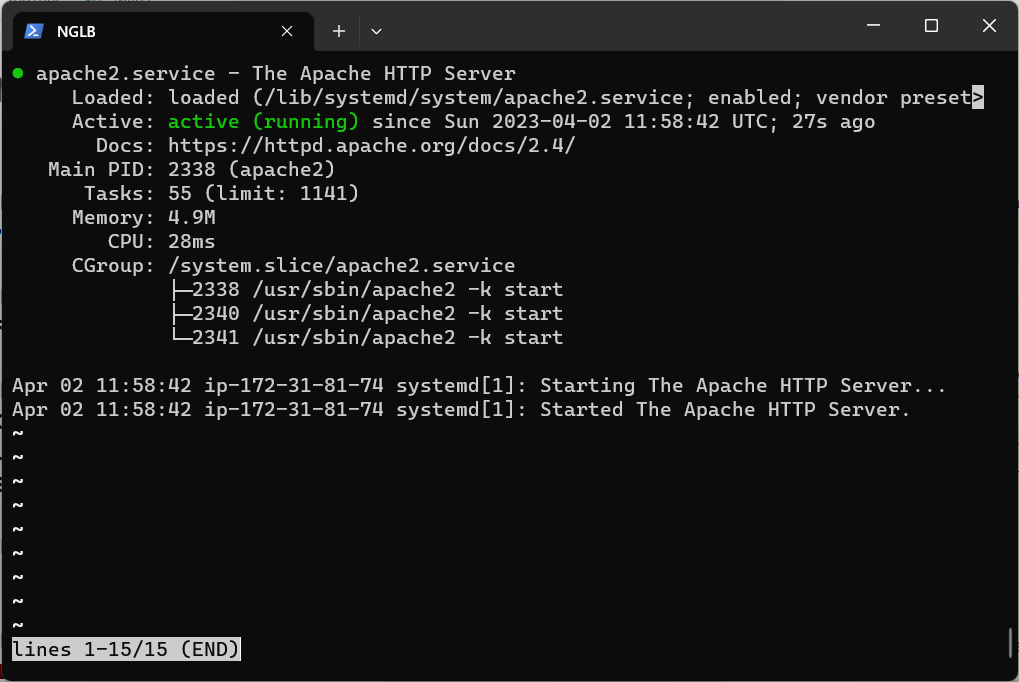 NGLB
● apache2.service - The Apache HTTP Server
     Loaded: loaded (/lib/systemd/system/apache2.service; enabled; vendor preset>
     Active: active (running) since Sun 2023-04-02 11:58:42 UTC; 27s ago
       Docs: https://httpd.apache.org/docs/2.4/
   Main PID: 2338 (apache2)
      Tasks: 55 (limit: 1141)
     Memory: 4.9M
        CPU: 28ms
     CGroup: /system.slice/apache2.service
             ├─2338 /usr/sbin/apache2 -k start
             ├─2340 /usr/sbin/apache2 -k start
             └─2341 /usr/sbin/apache2 -k start

Apr 02 11:58:42 ip-172-31-81-74 systemd[1]: Starting The Apache HTTP Server...
Apr 02 11:58:42 ip-172-31-81-74 systemd[1]: Started The Apache HTTP Server.
~
~
~
~
~
~
~
~
~
lines 1-15/15 (END)